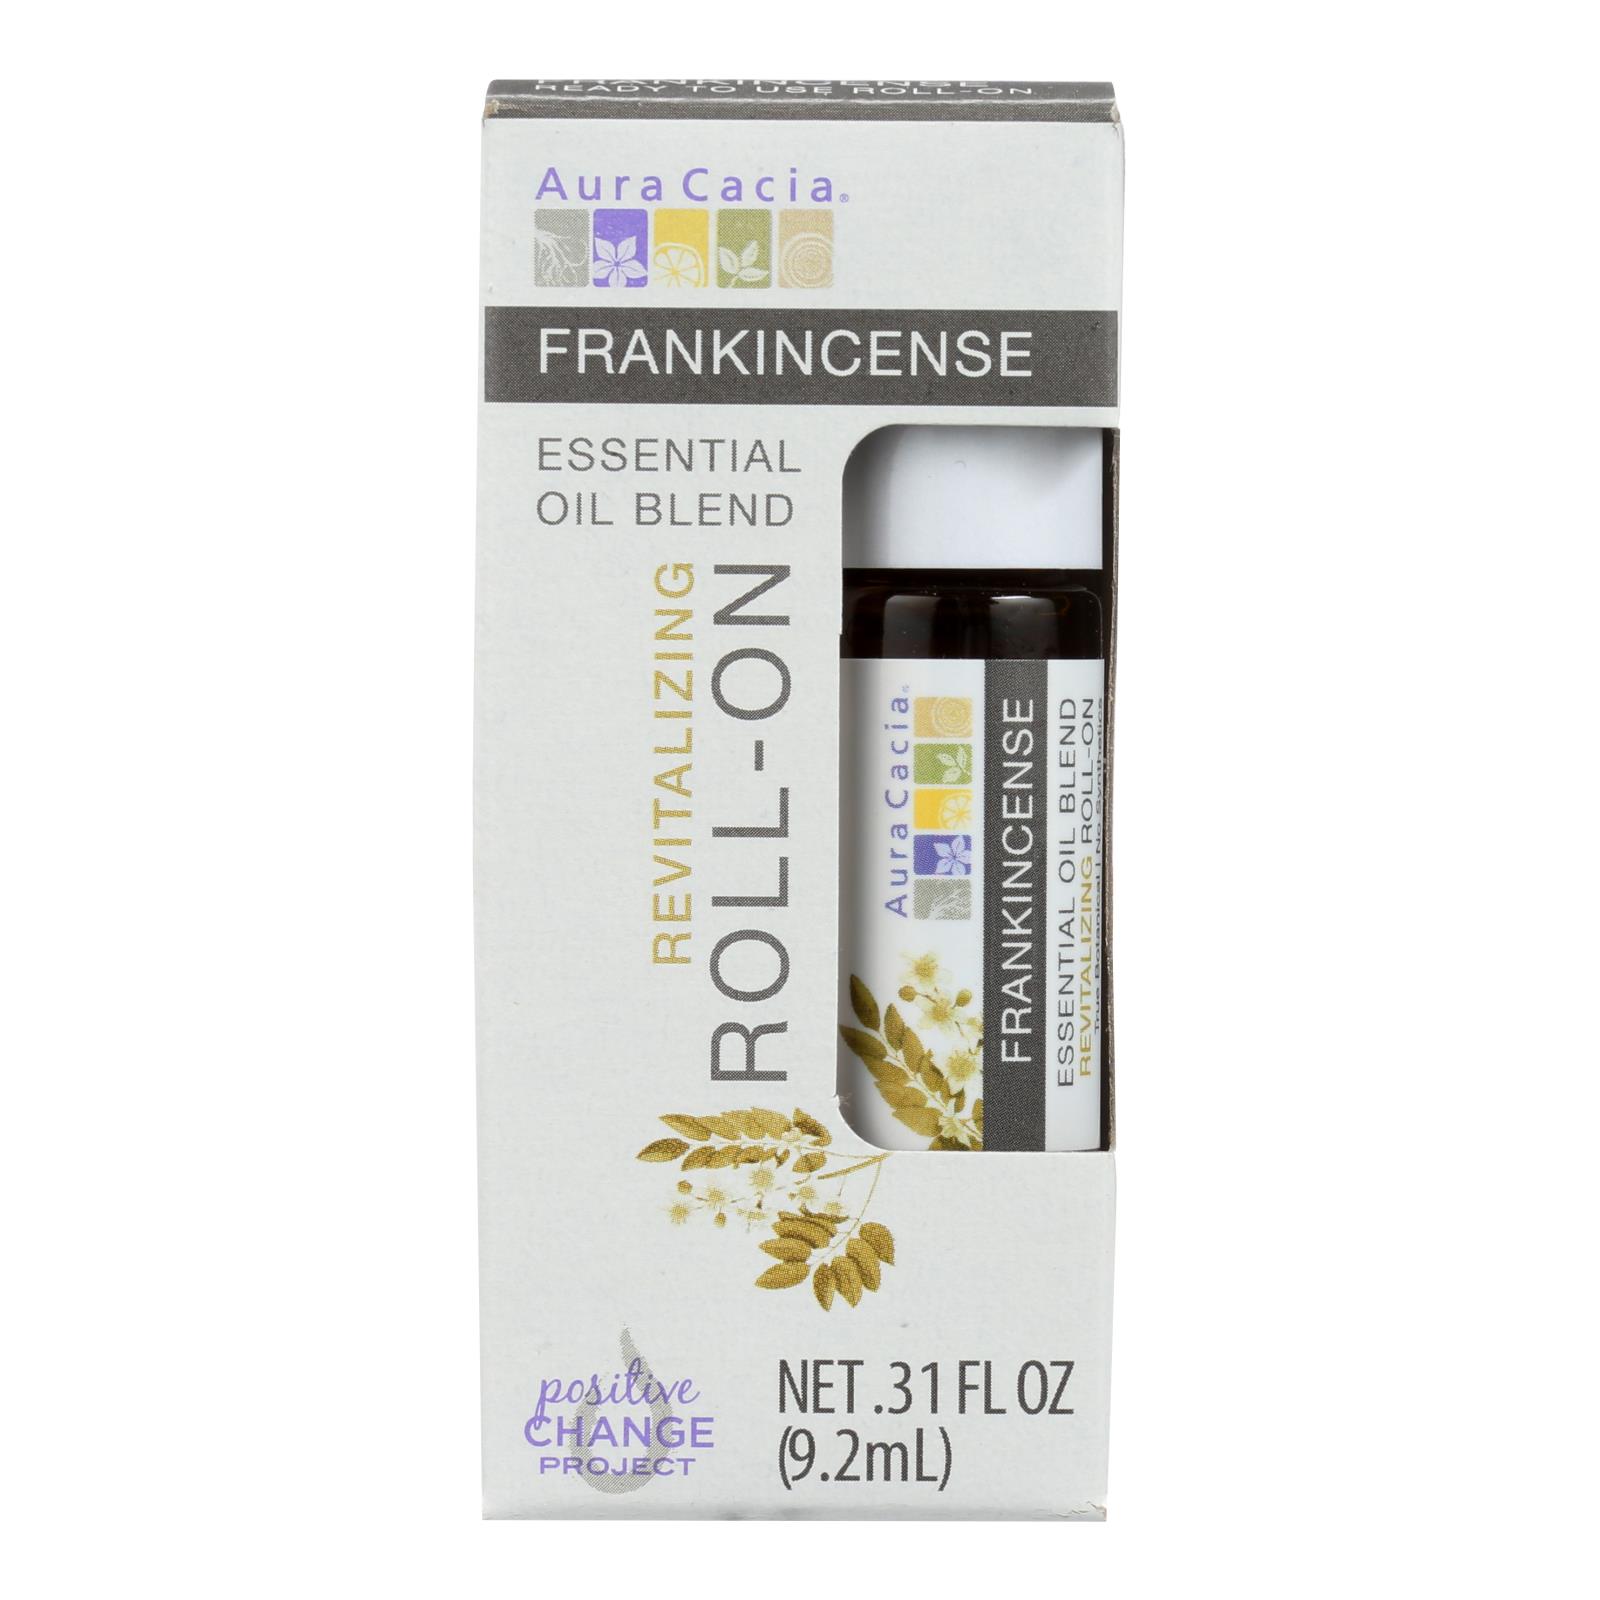 FRANKINCENSE
READY TO USE ROLL-ON
Aura Cacia®
FRANKINCENSE
ESSENTIAL
OIL BLEND
REVITALIZING
ROLL-ON
Aura Cacia®
FRANKINCENSE
ESSENTIAL OIL BLEND
REVITALIZING ROLL-ON
True Botanical | No Synthetics
positive
CHANGE
PROJECT
NET .31 FL OZ
(9.2mL)